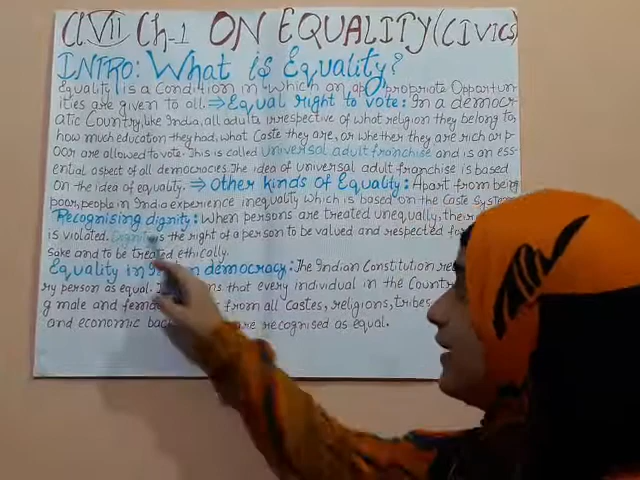 Cl.VII Ch-1 ON EQUALITY(CIVICS)
INTRO: What is Equality?
Equality is a Condition in which an appropriate Opportun-
ities are given to all. ⇒ Equal right to vote: In a democr-
atic Country, like India, all adults irrespective of what religion they belong to,
how much education they had, what Caste they are, or whether they are rich or p-
oor are allowed to vote. This is called universal adult franchise and is an ess-
ential aspect of all democracies. The idea of universal adult franchise is based
on the idea of equality. ⇒ Other kinds of Equality: Apart from being
poor, people in India experience inequality which is based on the Caste System.
Recognising dignity: When persons are treated unequally, their
is violated. Dignity is the right of a person to be valued and respected for
sake and to be treated ethically.
Equality in democracy: The Indian Constitution
ry person as equal. that every individual in the Country
g male and from all Castes, religions, tribes
and economic are recognised as equal.